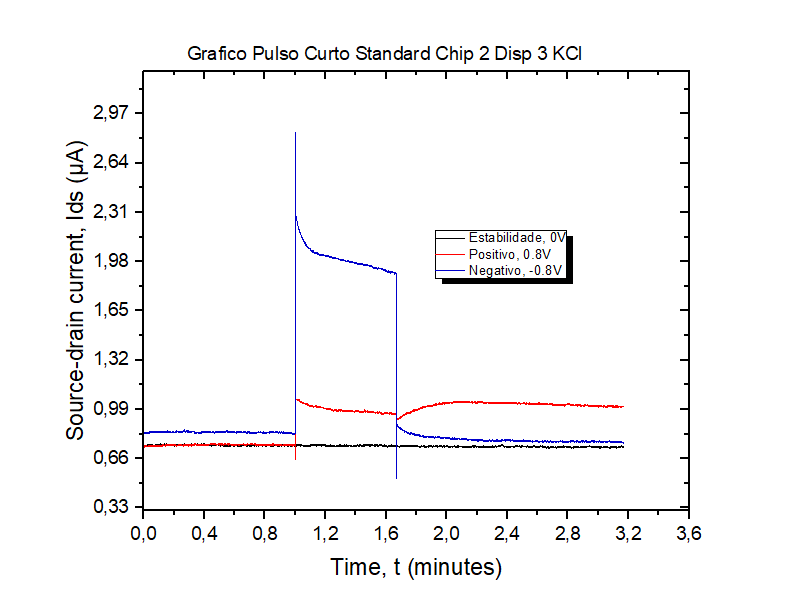 Grafico Pulso Curto Standard Chip 2 Disp 3 KCl
Source-drain current, Ids (µA)
2,97
2,64
2,31
1,98
1,65
1,32
0,99
0,66
0,33
Estabilidade, 0V
Positivo, 0.8V
Negativo, -0.8V
0,0 0,4 0,8 1,2 1,6 2,0 2,4 2,8 3,2 3,6
Time, t (minutes)